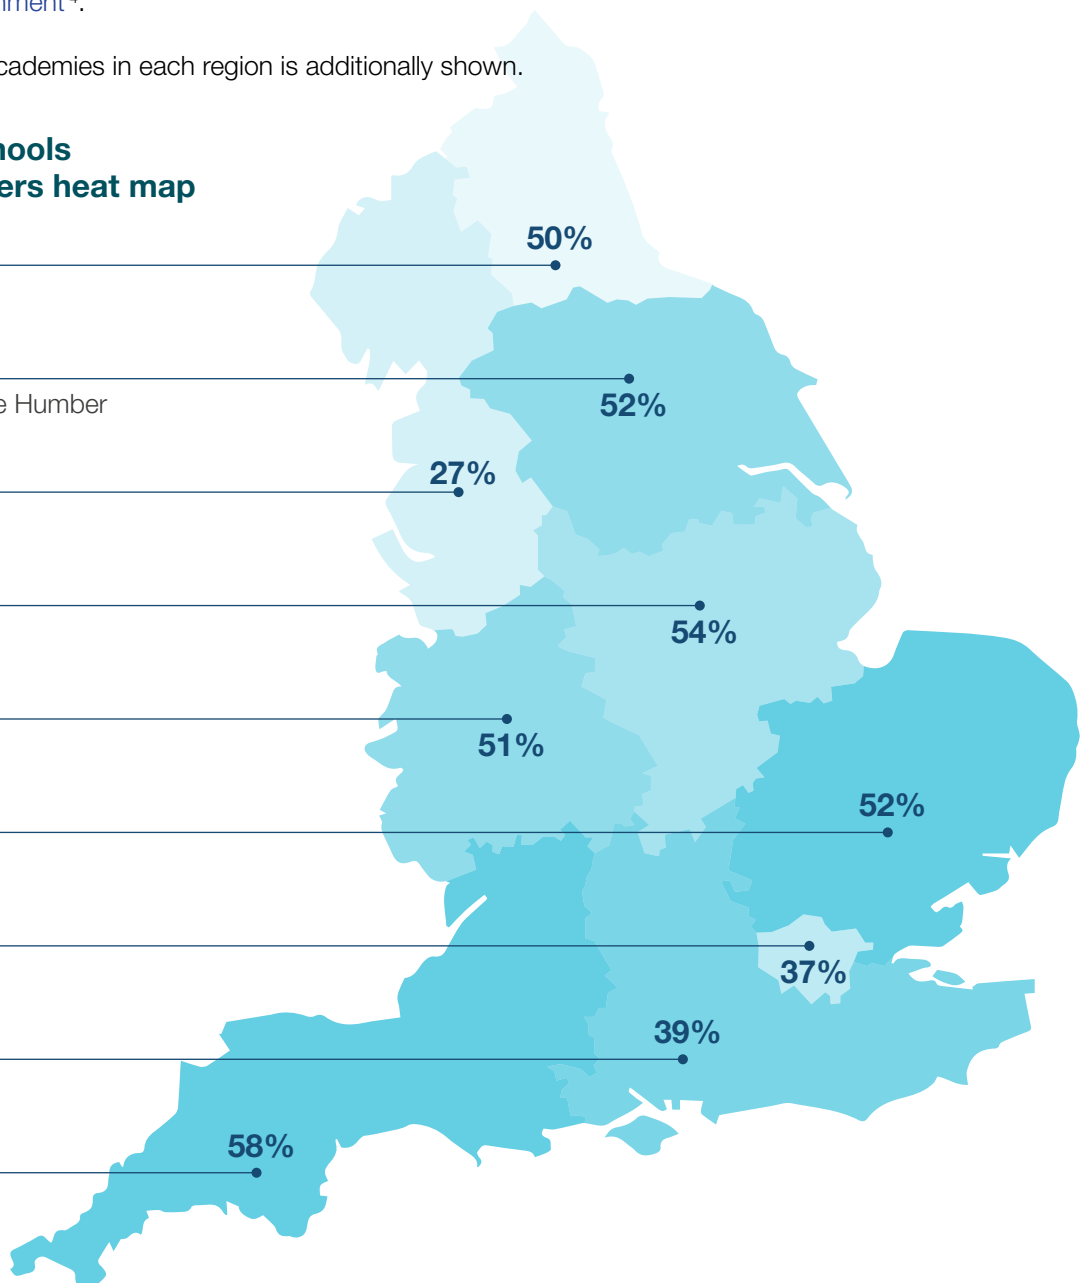 nment⁴.
cademies in each region is additionally shown.
hools
ers heat map
50%
52%
e Humber
27%
54%
51%
52%
37%
39%
58%